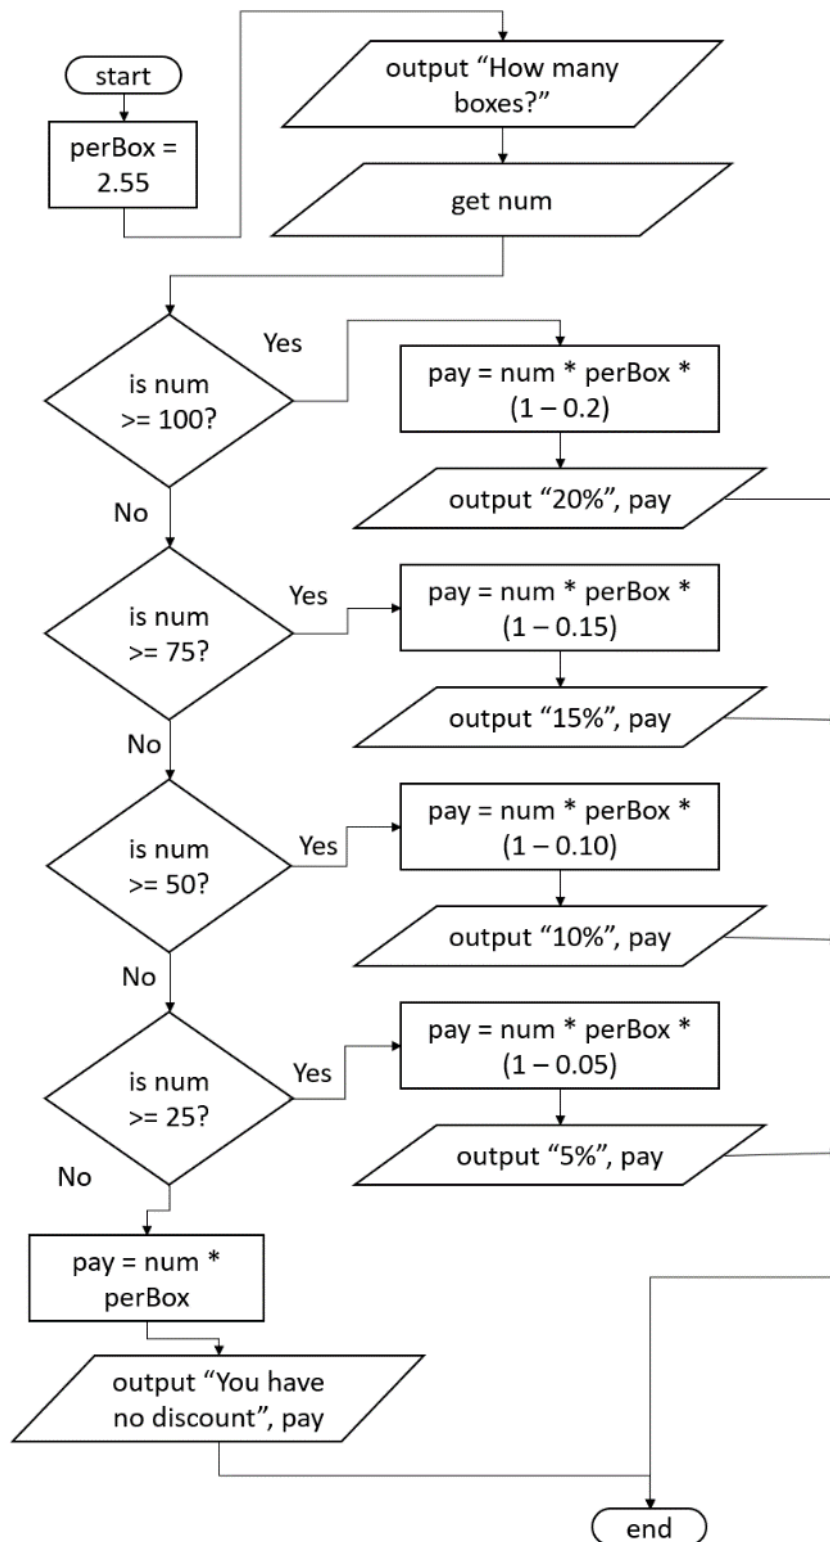 start
perBox =
2.55
output “How many
boxes?”
get num
is num
>= 100?
Yes
pay = num * perBox *
(1 – 0.2)
output “20%”, pay
No
is num
>= 75?
Yes
pay = num * perBox *
(1 – 0.15)
output “15%”, pay
No
is num
>= 50?
Yes
pay = num * perBox *
(1 – 0.10)
output “10%”, pay
No
is num
>= 25?
Yes
pay = num * perBox *
(1 – 0.05)
output “5%”, pay
No
pay = num *
perBox
output “You have
no discount”, pay
end